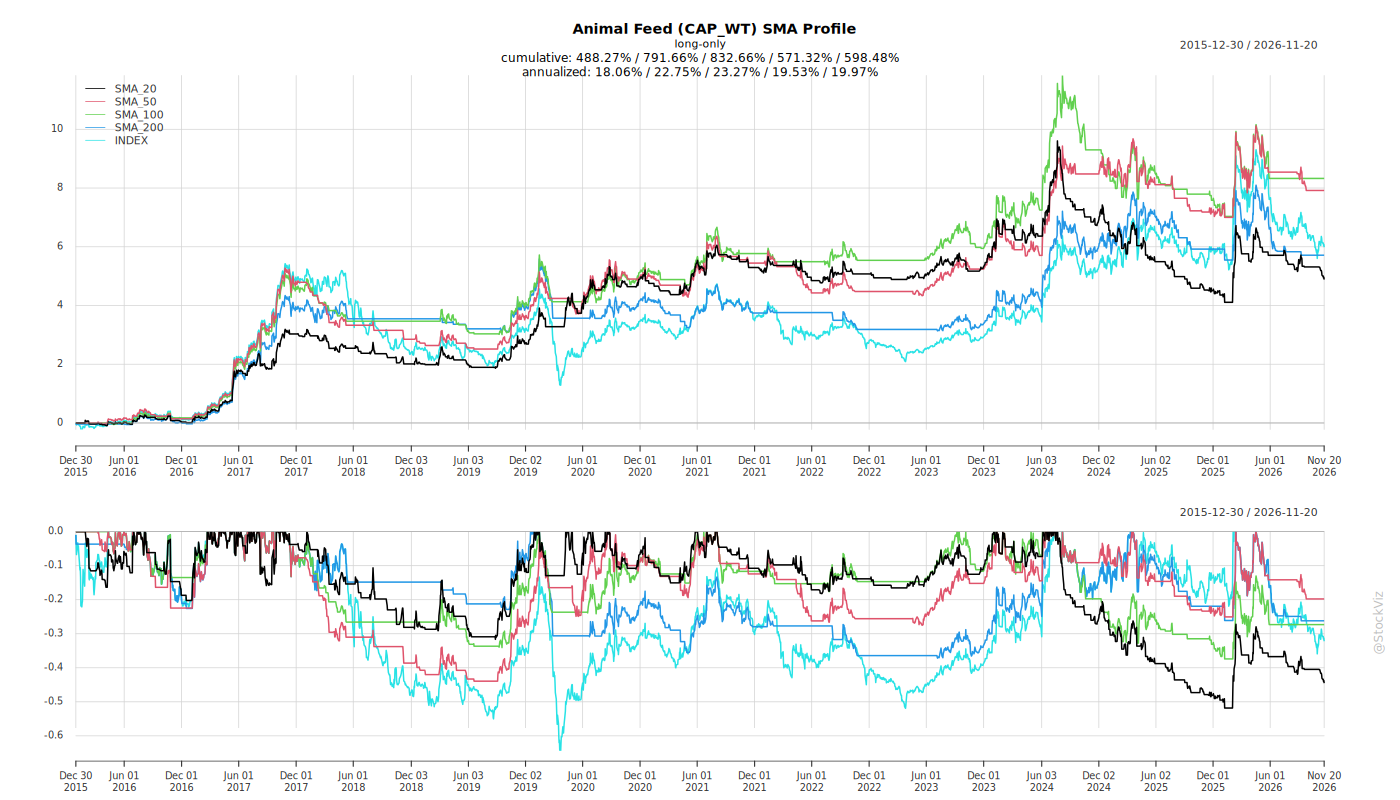 Animal Feed (CAP_WT) SMA Profile
long-only
cumulative: 488.27% / 791.66% / 832.66% / 571.32% / 598.48%
annualized: 18.06% / 22.75% / 23.27% / 19.53% / 19.97%
2015-12-30 / 2026-11-20
SMA_20
SMA_50
SMA_100
SMA_200
INDEX
10
8
6
4
2
0
Dec 30 Jun 01 Dec 01 Jun 01 Dec 01 Jun 01 Dec 03 Jun 03 Dec 02 Jun 01 Dec 01 Jun 01 Dec 01 Jun 01 Dec 01 Jun 01 Dec 01 Jun 03 Dec 02 Jun 02 Dec 01 Jun 01 Nov 20
2015 2016 2016 2017 2017 2018 2018 2019 2019 2020 2020 2021 2021 2022 2022 2023 2023 2024 2024 2025 2025 2026 2026
2015-12-30 / 2026-11-20
0.0
-0.1
-0.2
-0.3
-0.4
-0.5
-0.6
Dec 30 Jun 01 Dec 01 Jun 01 Dec 01 Jun 01 Dec 03 Jun 03 Dec 02 Jun 01 Dec 01 Jun 01 Dec 01 Jun 01 Dec 01 Jun 01 Dec 01 Jun 03 Dec 02 Jun 02 Dec 01 Jun 01 Nov 20
2015 2016 2016 2017 2017 2018 2018 2019 2019 2020 2020 2021 2021 2022 2022 2023 2023 2024 2024 2025 2025 2026 2026
@StockViz